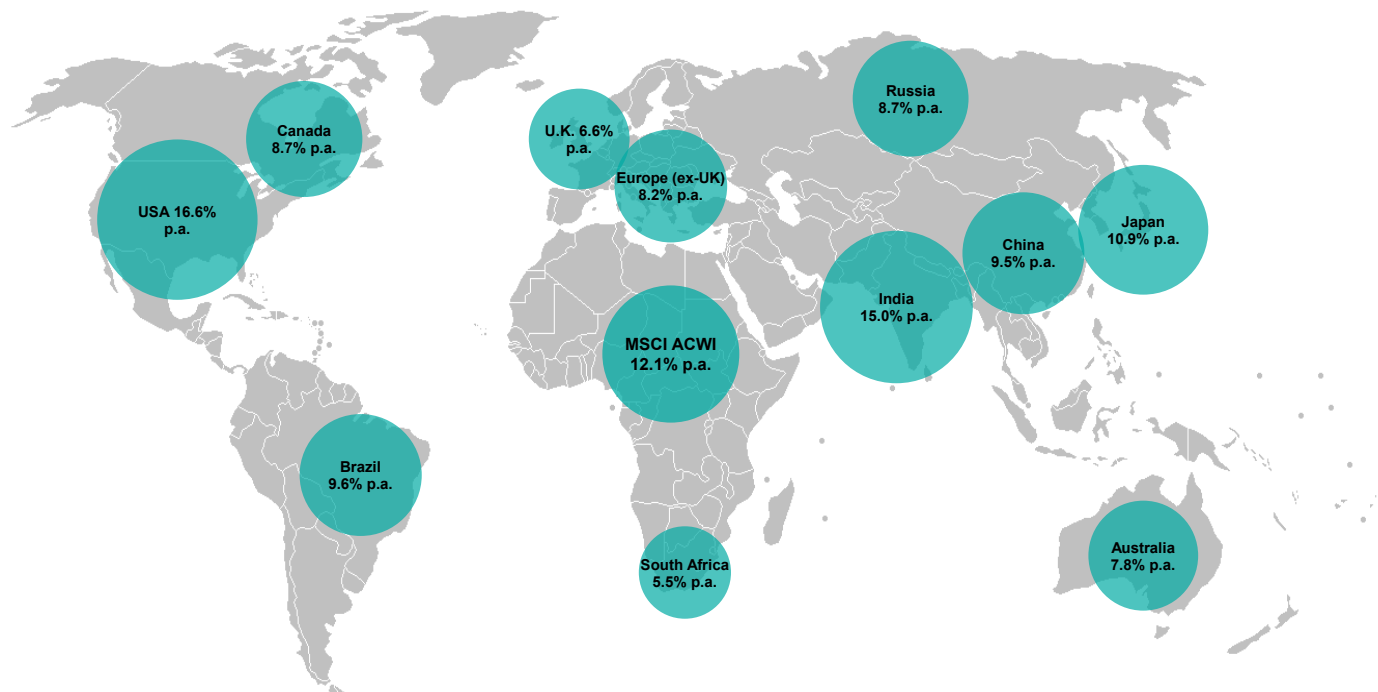 Russia
8.7% p.a.
Canada
8.7% p.a.
U.K. 6.6%
p.a.
Europe (ex-UK)
8.2% p.a.
USA 16.6%
p.a.
Japan
10.9% p.a.
China
9.5% p.a.
India
15.0% p.a.
MSCI ACWI
12.1% p.a.
Brazil
9.6% p.a.
South Africa
5.5% p.a.
Australia
7.8% p.a.